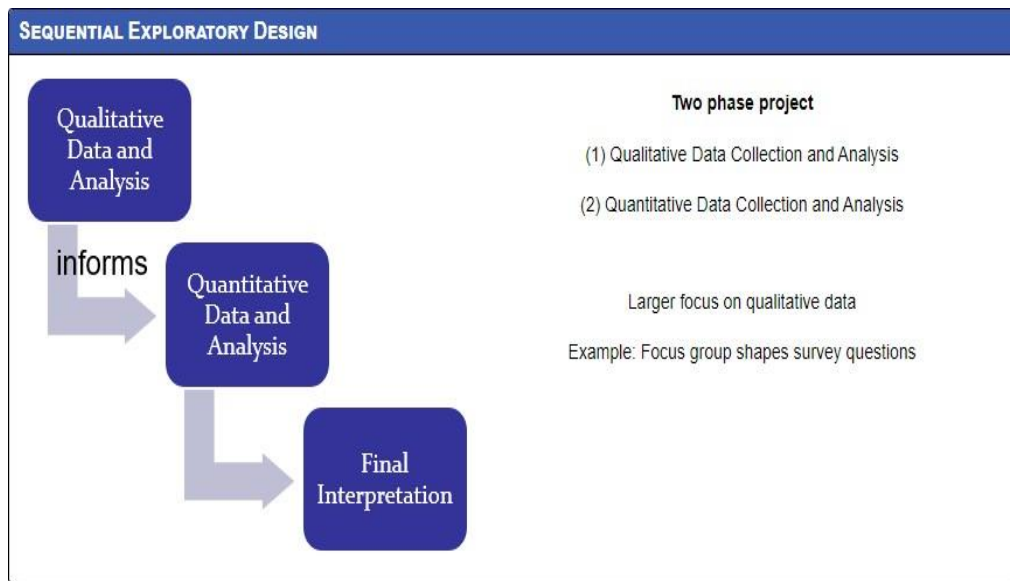 SEQUENTIAL EXPLORATORY DESIGN
Qualitative
Data and
Analysis
informs
Quantitative
Data and
Analysis
Final
Interpretation
Two phase project
(1) Qualitative Data Collection and Analysis
(2) Quantitative Data Collection and Analysis
Larger focus on qualitative data
Example: Focus group shapes survey questions